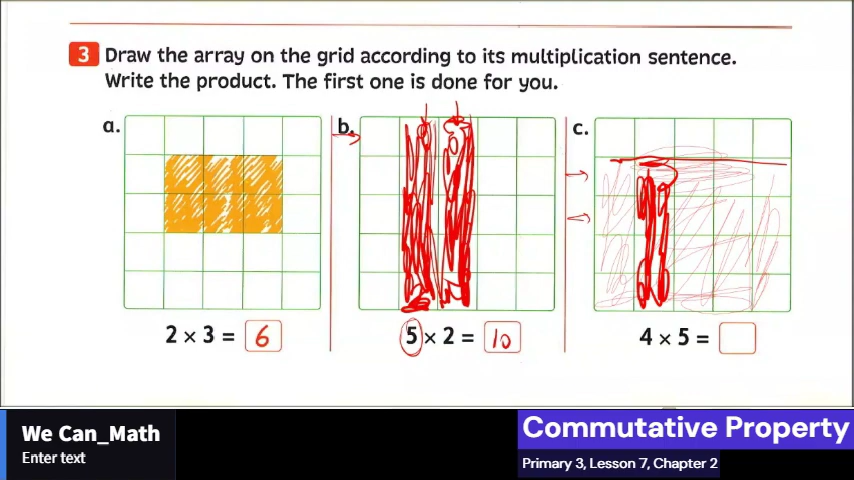 3 Draw the array on the grid according to its multiplication sentence.
Write the product. The first one is done for you.
a. b. c.
2 × 3 = 6 5 × 2 = 10 4 × 5 =
We Can_Math
Enter text
Commutative Property
Primary 3, Lesson 7, Chapter 2